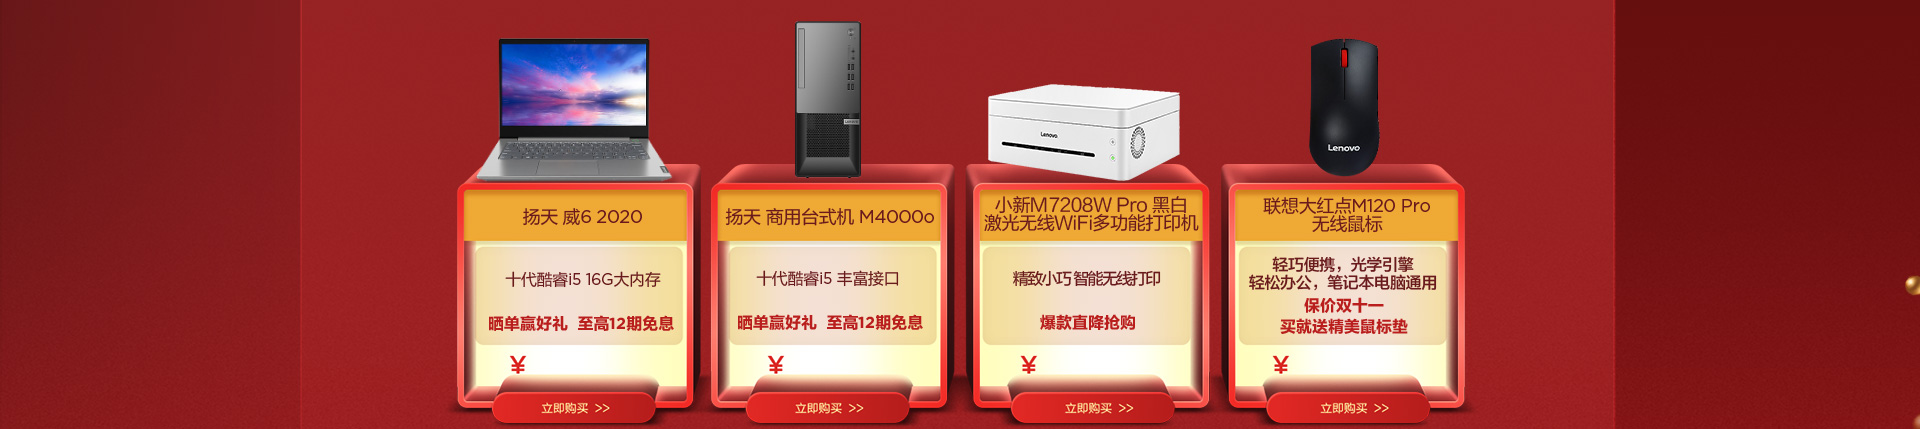 Lenovo
Lenovo
扬天 威6 2020
十代酷睿i5 16G大内存
晒单赢好礼 至高12期免息
¥
立即购买 >>
扬天 商用台式机 M4000o
十代酷睿i5 丰富接口
晒单赢好礼 至高12期免息
¥
立即购买 >>
小新M7208W Pro 黑白
激光无线WiFi多功能打印机
精致小巧 智能无线打印
爆款直降抢购
¥
立即购买 >>
联想大红点M120 Pro
无线鼠标
轻巧便携，光学引擎
轻松办公，笔记本电脑通用
保价双十一
买就送精美鼠标垫
¥
立即购买 >>